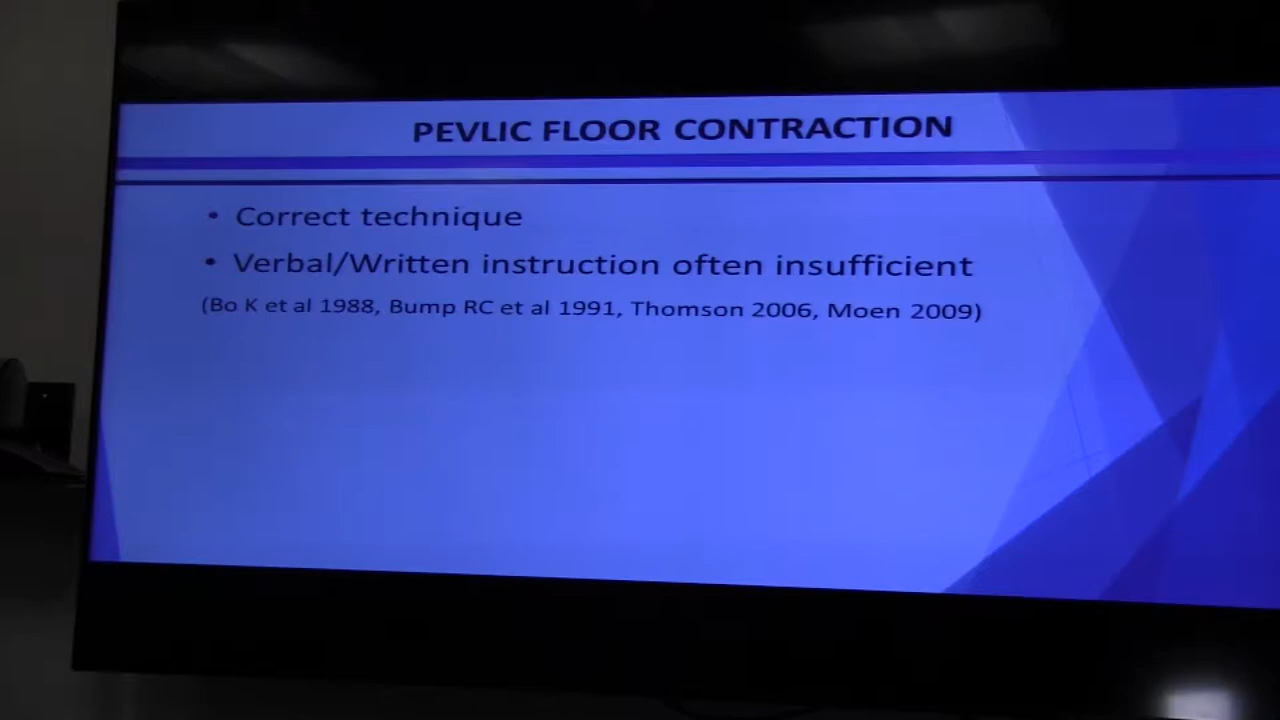 PEVLIC FLOOR CONTRACTION
• Correct technique
• Verbal/Written instruction often insufficient
(Bo K et al 1988, Bump RC et al 1991, Thomson 2006, Moen 2009)